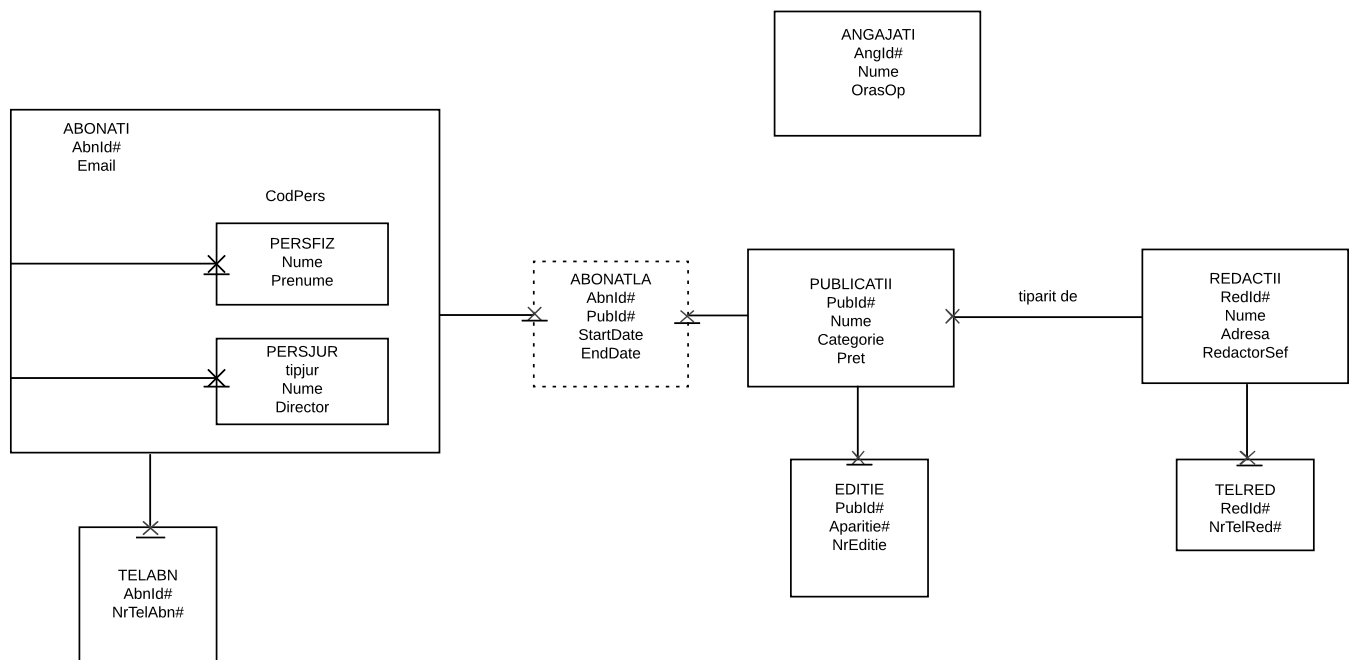 ANGAJATI
AngId#
Nume
OrasOp
ABONATI
AbnId#
Email
CodPers
PERSFIZ
Nume
Prenume
PERSJUR
tipjur
Nume
Director
ABONATLA
AbnId#
PubId#
StartDate
EndDate
PUBLICATII
PubId#
Nume
Categorie
Pret
tiparit de
REDACTII
RedId#
Nume
Adresa
RedactorSef
EDITIE
PubId#
Aparitie#
NrEditie
TELRED
RedId#
NrTelRed#
TELABN
AbnId#
NrTelAbn#